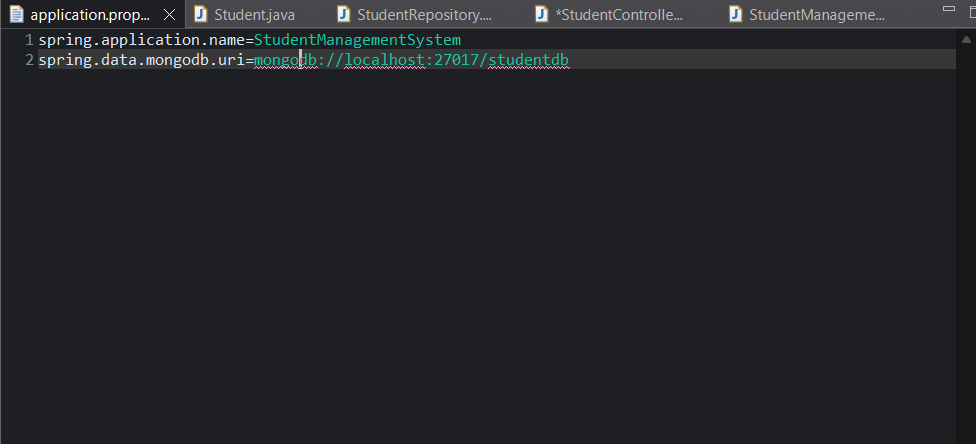 application.prop... Student.java StudentRepository.... *StudentControlle... StudentManageme...
1 spring.application.name=StudentManagementSystem
2 spring.data.mongodb.uri=mongodb://localhost:27017/studentdb